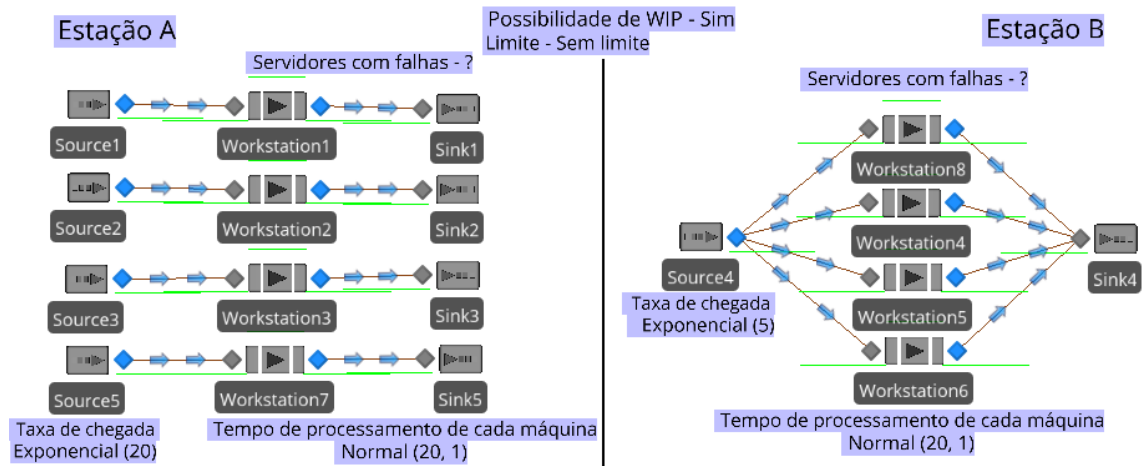 Estação A
Possibilidade de WIP - Sim
Limite - Sem limite
Estação B
Servidores com falhas - ?
Source1
Workstation1
Sink1
Source2
Workstation2
Sink2
Source3
Workstation3
Sink3
Source5
Workstation7
Sink5
Taxa de chegada
Exponencial (20)
Tempo de processamento de cada máquina
Normal (20, 1)
Servidores com falhas - ?
Workstation8
Workstation4
Source4
Sink4
Taxa de chegada
Exponencial (5)
Workstation5
Workstation6
Tempo de processamento de cada máquina
Normal (20, 1)